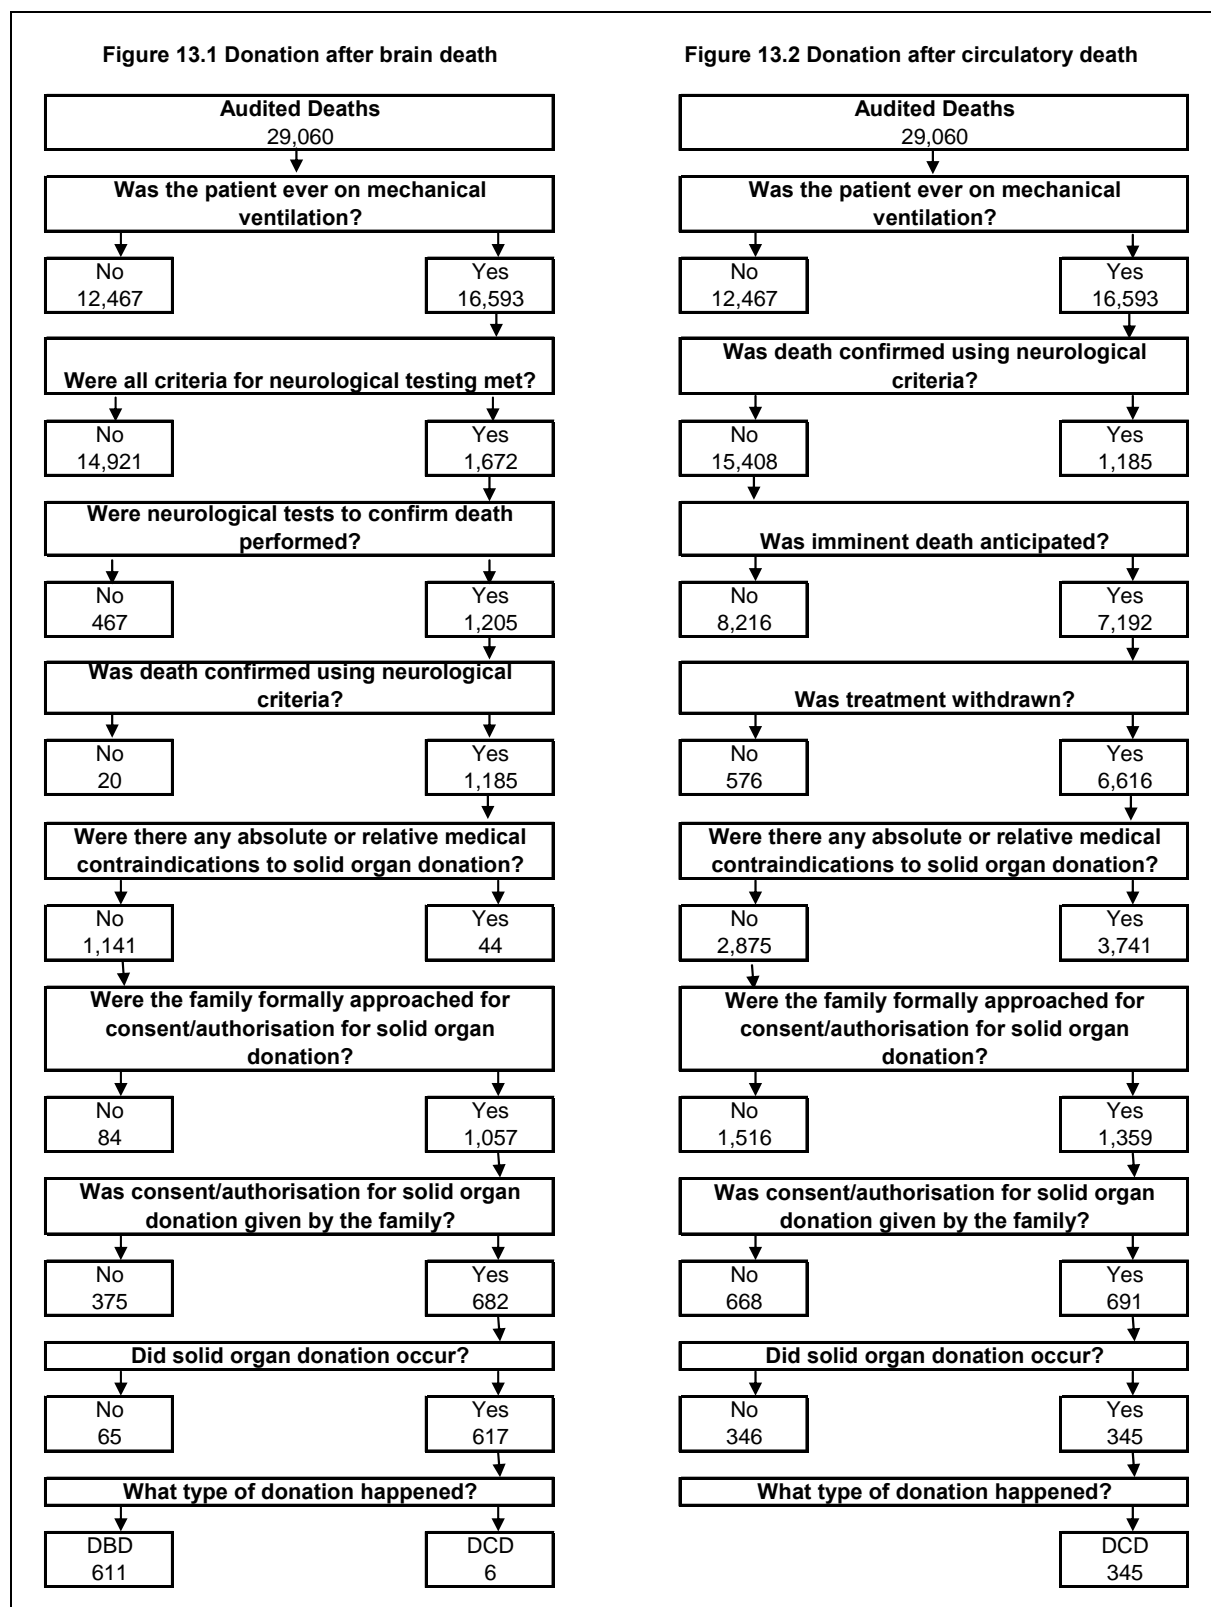 Figure 13.1 Donation after brain death
Audited Deaths
29,060
Was the patient ever on mechanical
ventilation?
No
12,467
Yes
16,593
Were all criteria for neurological testing met?
No
14,921
Yes
1,672
Were neurological tests to confirm death
performed?
No
467
Yes
1,205
Was death confirmed using neurological
criteria?
No
20
Yes
1,185
Were there any absolute or relative medical
contraindications to solid organ donation?
No
1,141
Yes
44
Were the family formally approached for
consent/authorisation for solid organ
donation?
No
84
Yes
1,057
Was consent/authorisation for solid organ
donation given by the family?
No
375
Yes
682
Did solid organ donation occur?
No
65
Yes
617
What type of donation happened?
DBD
611
DCD
6
Figure 13.2 Donation after circulatory death
Audited Deaths
29,060
Was the patient ever on mechanical
ventilation?
No
12,467
Yes
16,593
Was death confirmed using neurological
criteria?
No
15,408
Yes
1,185
Was imminent death anticipated?
No
8,216
Yes
7,192
Was treatment withdrawn?
No
576
Yes
6,616
Were there any absolute or relative medical
contraindications to solid organ donation?
No
2,875
Yes
3,741
Were the family formally approached for
consent/authorisation for solid organ
donation?
No
1,516
Yes
1,359
Was consent/authorisation for solid organ
donation given by the family?
No
668
Yes
691
Did solid organ donation occur?
No
346
Yes
345
What type of donation happened?
DCD
345